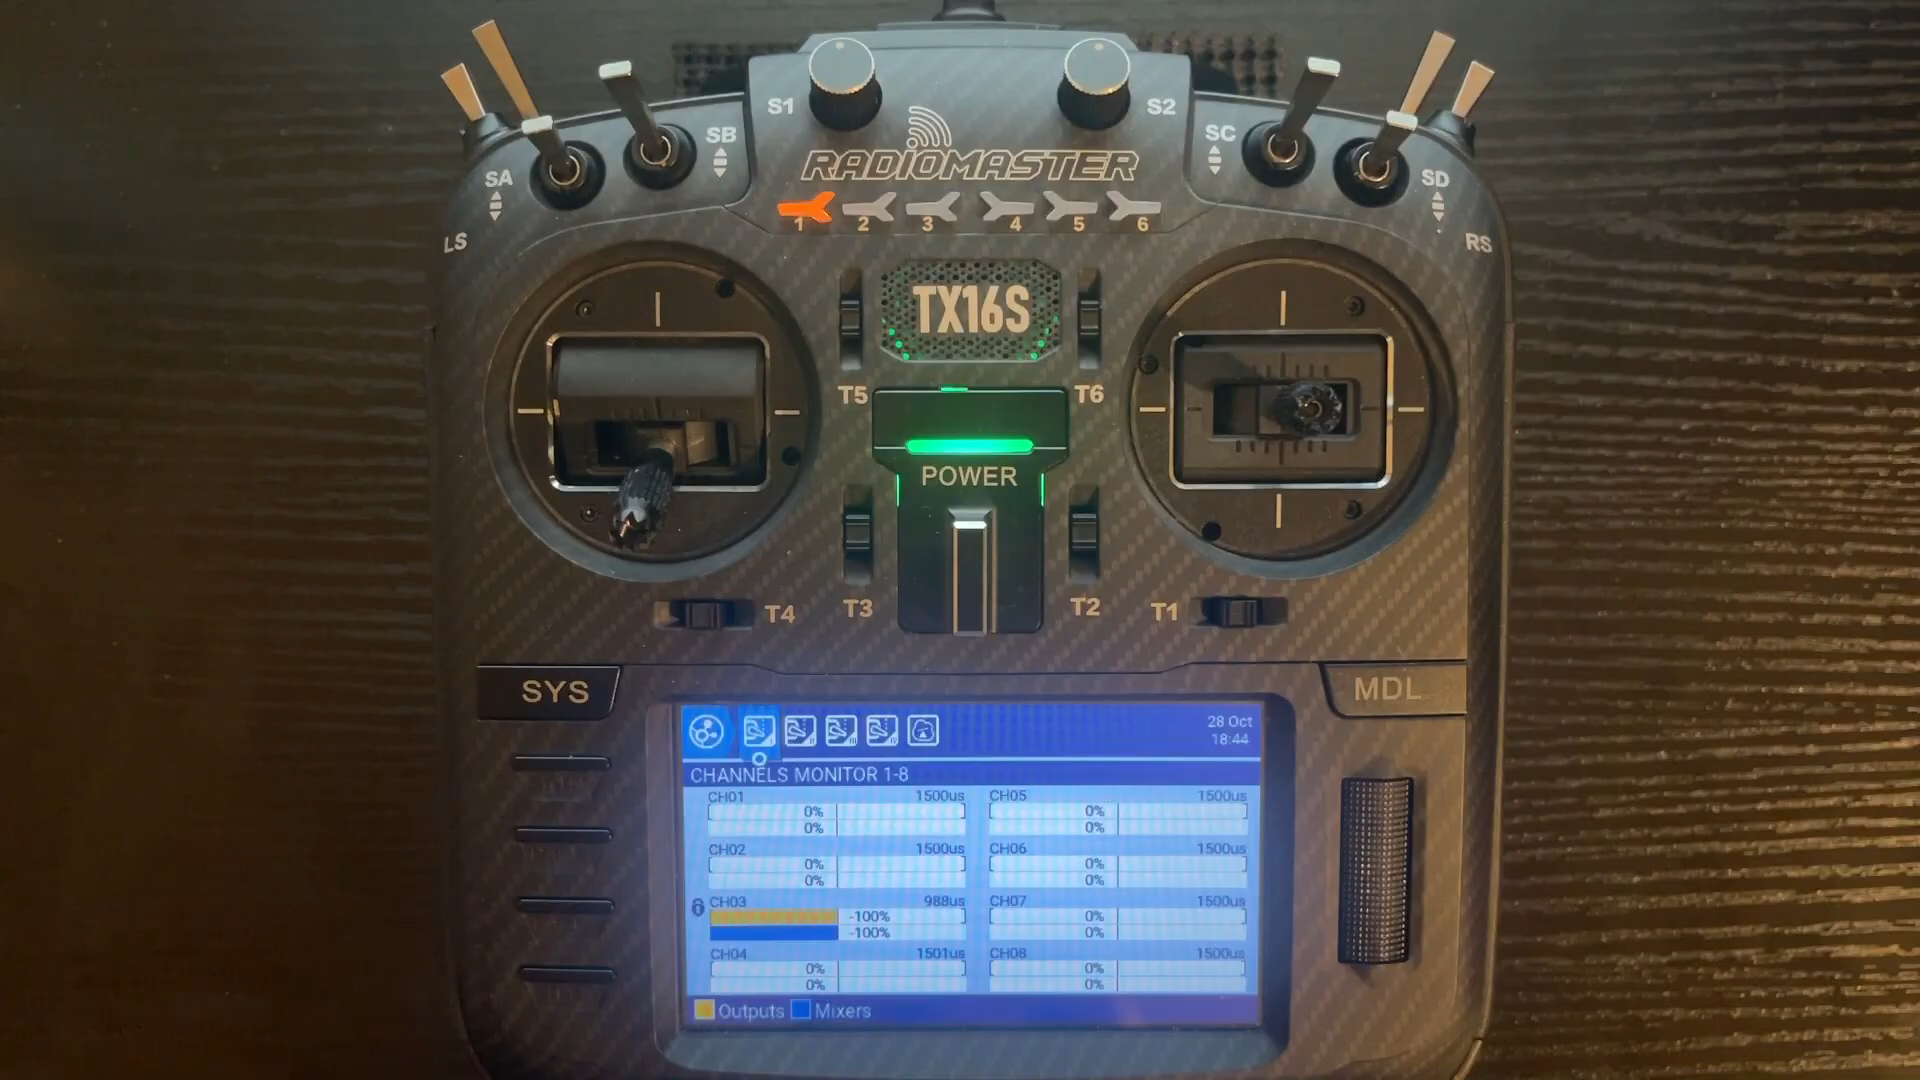 S1
S2
SB
SC
SA
SD
LS
RS
RADIOMASTER
1 2 3 4 5 6
TX16S
T5
T6
POWER
T4
T3
T2
T1
SYS
MDL
28 Oct
18:44
CHANNELS MONITOR 1-8
CH01 1500us
0%
0%
CH02 1500us
0%
0%
CH03 988us
-100%
-100%
CH04 1501us
0%
0%
CH05 1500us
0%
0%
CH06 1500us
0%
0%
CH07 1500us
0%
0%
CH08 1500us
0%
0%
Outputs Mixers